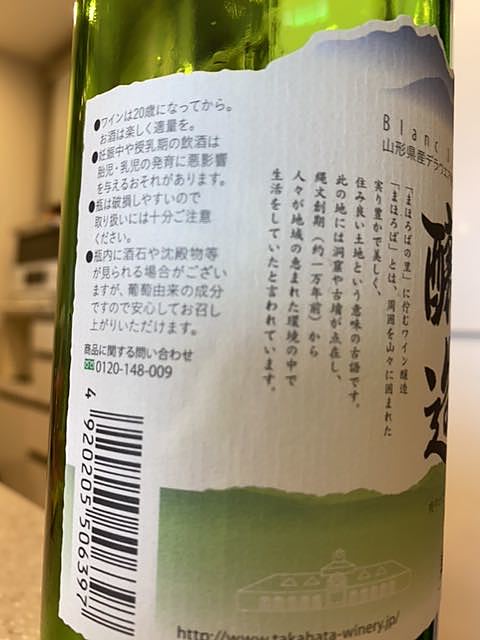 ●ワインは20歳になってから。
お酒は楽しく適量を。
●妊娠中や授乳期の飲酒は
胎児・乳児の発育に悪影響
を与えるおそれがあります。
●瓶は破損しやすいので
取り扱いには十分ご注意
ください。
●瓶内に酒石や沈殿物等
が見られる場合がござい
ますが、葡萄由来の成分
ですので安心してお召し
上がりいただけます。
商品に関する問い合わせ
0120-148-009
4920205506397
Blanc
山形県産デラウェア
醸造
「まほろばの里」に佇むワイン醸造
「まほろば」とは、周囲を山々に囲まれた
実り豊かで美しく、
住み良い土地という意味の古語です。
此の地には洞窟や古墳が点在し、
縄文創期（約一万年前）から
人々が地域の恵まれた環境の中で
生活をしていたと言われています。
http://www.takahata-winery.jp/